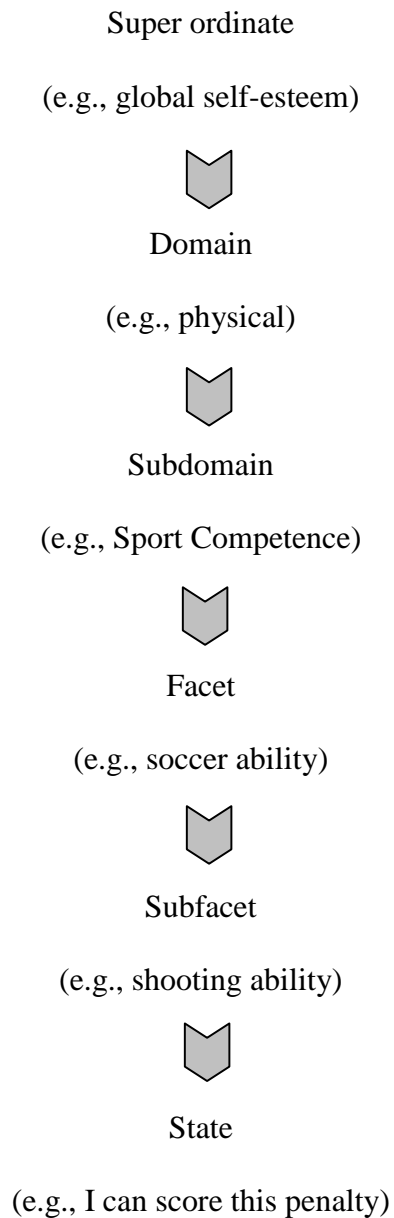 Super ordinate
(e.g., global self-esteem)
Domain
(e.g., physical)
Subdomain
(e.g., Sport Competence)
Facet
(e.g., soccer ability)
Subfacet
(e.g., shooting ability)
State
(e.g., I can score this penalty)